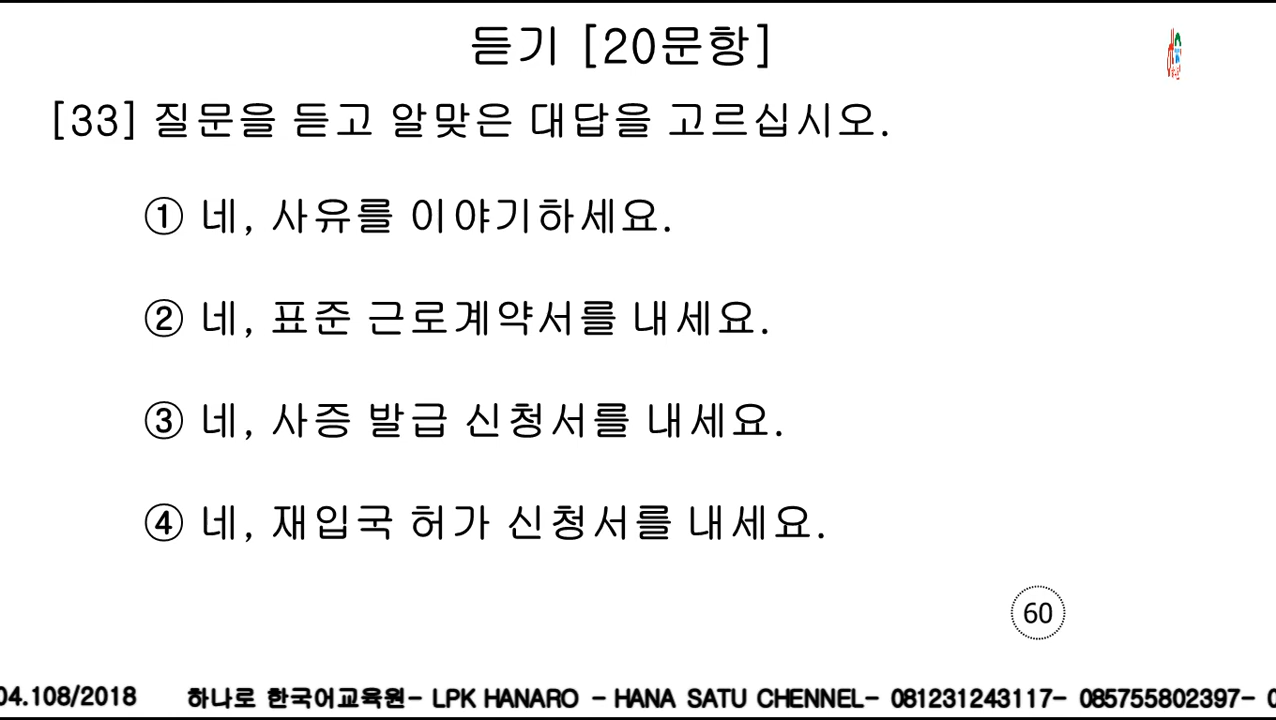 듣기 [20문항]
[33] 질문을 듣고 알맞은 대답을 고르십시오.
① 네, 사유를 이야기하세요.
② 네, 표준 근로계약서를 내세요.
③ 네, 사증 발급 신청서를 내세요.
④ 네, 재입국 허가 신청서를 내세요.
60
04.108/2018 하나로 한국어교육원- LPK HANARO - HANA SATU CHENNEL- 081231243117- 085755802397-